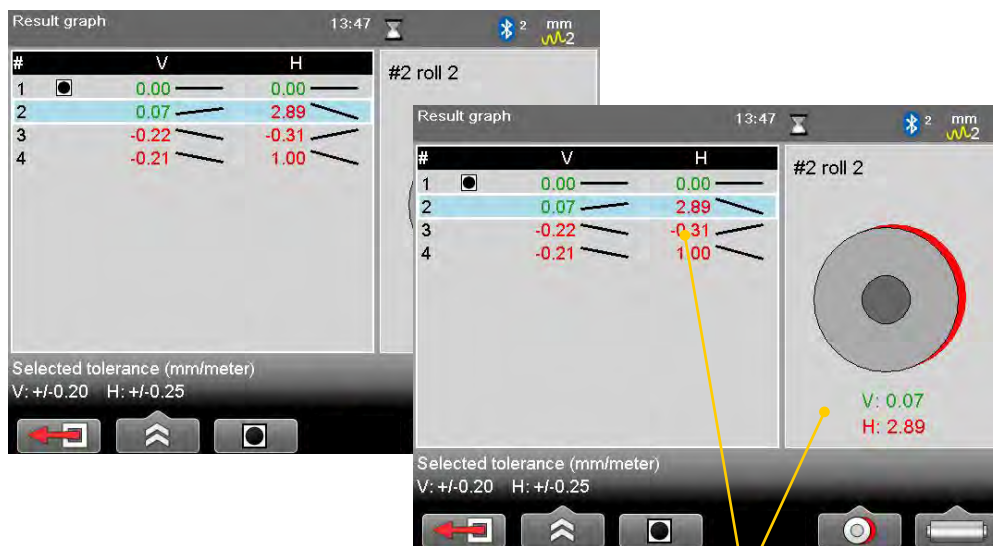 Result graph 13:47 2 mm
2
# V H
1 0.00 0.00
2 0.07 2.89
3 -0.22 -0.31
4 -0.21 1.00
#2 roll 2
Selected tolerance (mm/meter)
V: +/-0.20 H: +/-0.25
Result graph 13:47 2 mm
2
# V H
1 0.00 0.00
2 0.07 2.89
3 -0.22 -0.31
4 -0.21 1.00
#2 roll 2
V: 0.07
H: 2.89
Selected tolerance (mm/meter)
V: +/-0.20 H: +/-0.25